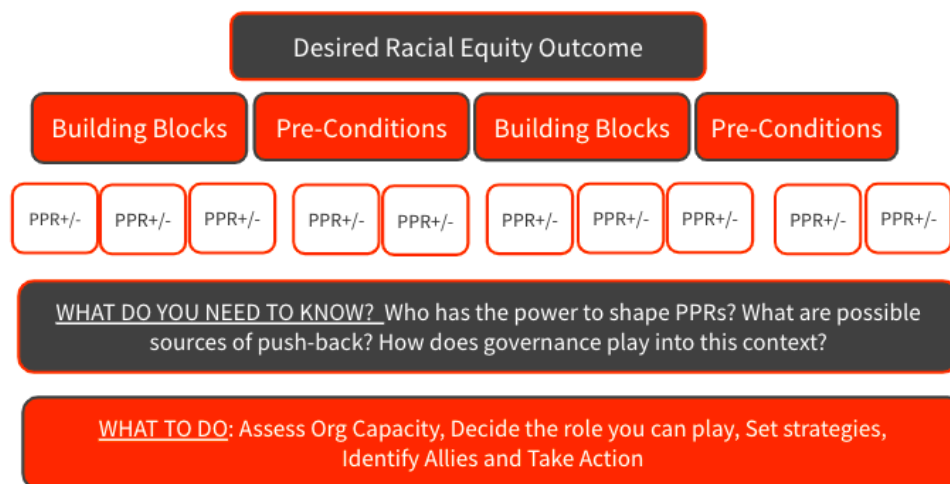 Desired Racial Equity Outcome
Building Blocks
Pre-Conditions
Building Blocks
Pre-Conditions
PPR+/-
PPR+/-
PPR+/-
PPR+/-
PPR+/-
PPR+/-
PPR+/-
PPR+/-
PPR+/-
PPR+/-
WHAT DO YOU NEED TO KNOW? Who has the power to shape PPRs? What are possible
sources of push-back? How does governance play into this context?
WHAT TO DO: Assess Org Capacity, Decide the role you can play, Set strategies,
Identify Allies and Take Action